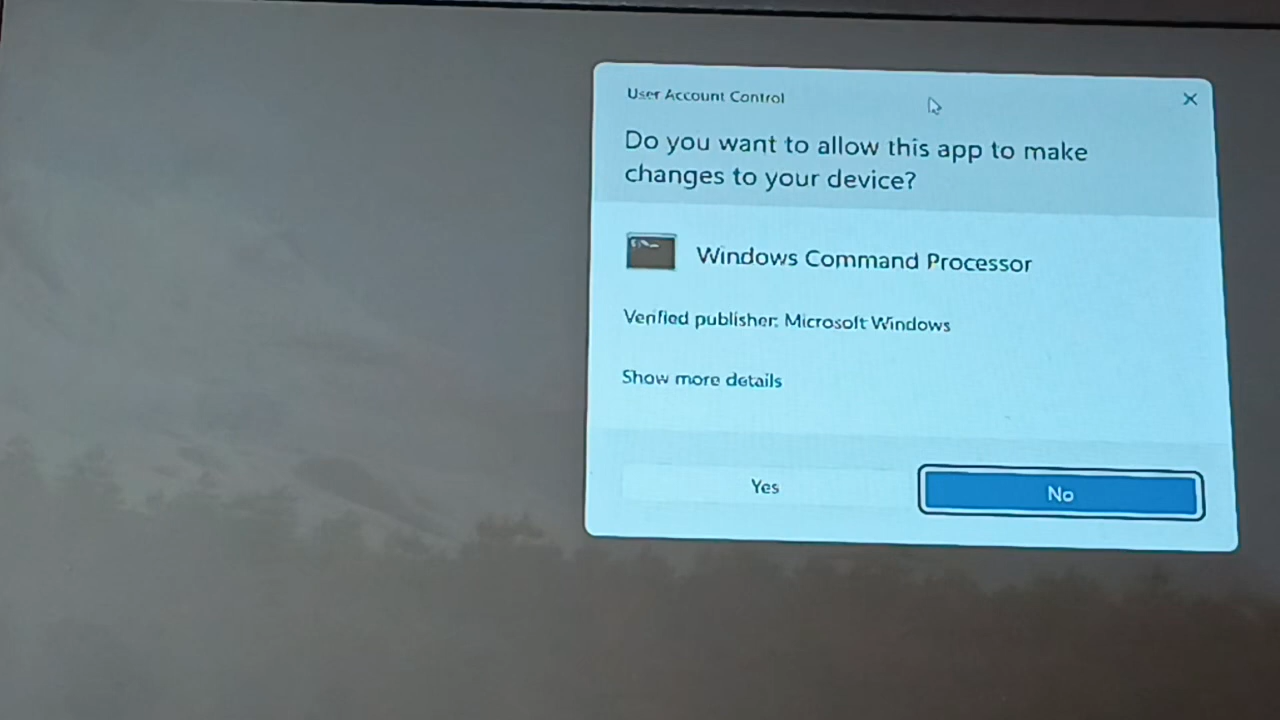 User Account Control
Do you want to allow this app to make
changes to your device?
Windows Command Processor
Verified publisher: Microsoft Windows
Show more details
Yes
No